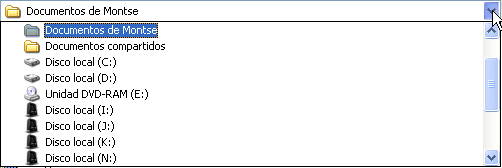 Documentos de Montse
Documentos de Montse
Documentos compartidos
Disco local (C:)
Disco local (D:)
Unidad DVD-RAM (E:)
Disco local (I:)
Disco local (J:)
Disco local (K:)
Disco local (N:)